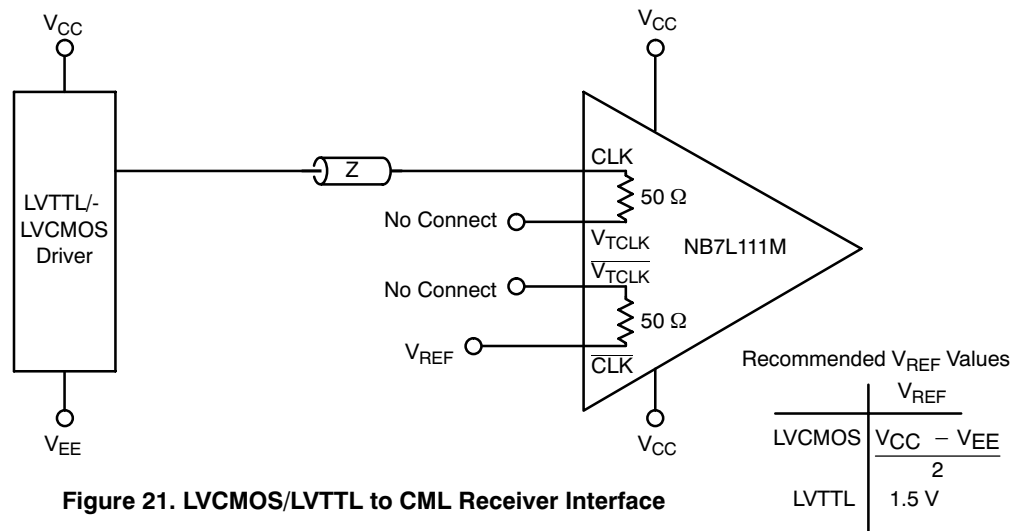 VCC
VCC
LVTTL/-
LVCMOS
Driver
Z
CLK
50 Ω
No Connect
VTCLK
VTCLK
NB7L111M
No Connect
50 Ω
VREF
CLK
VEE
VCC
Recommended VREF Values
VREF
LVCMOS VCC – VEE
2
LVTTL 1.5 V
Figure 21. LVCMOS/LVTTL to CML Receiver Interface